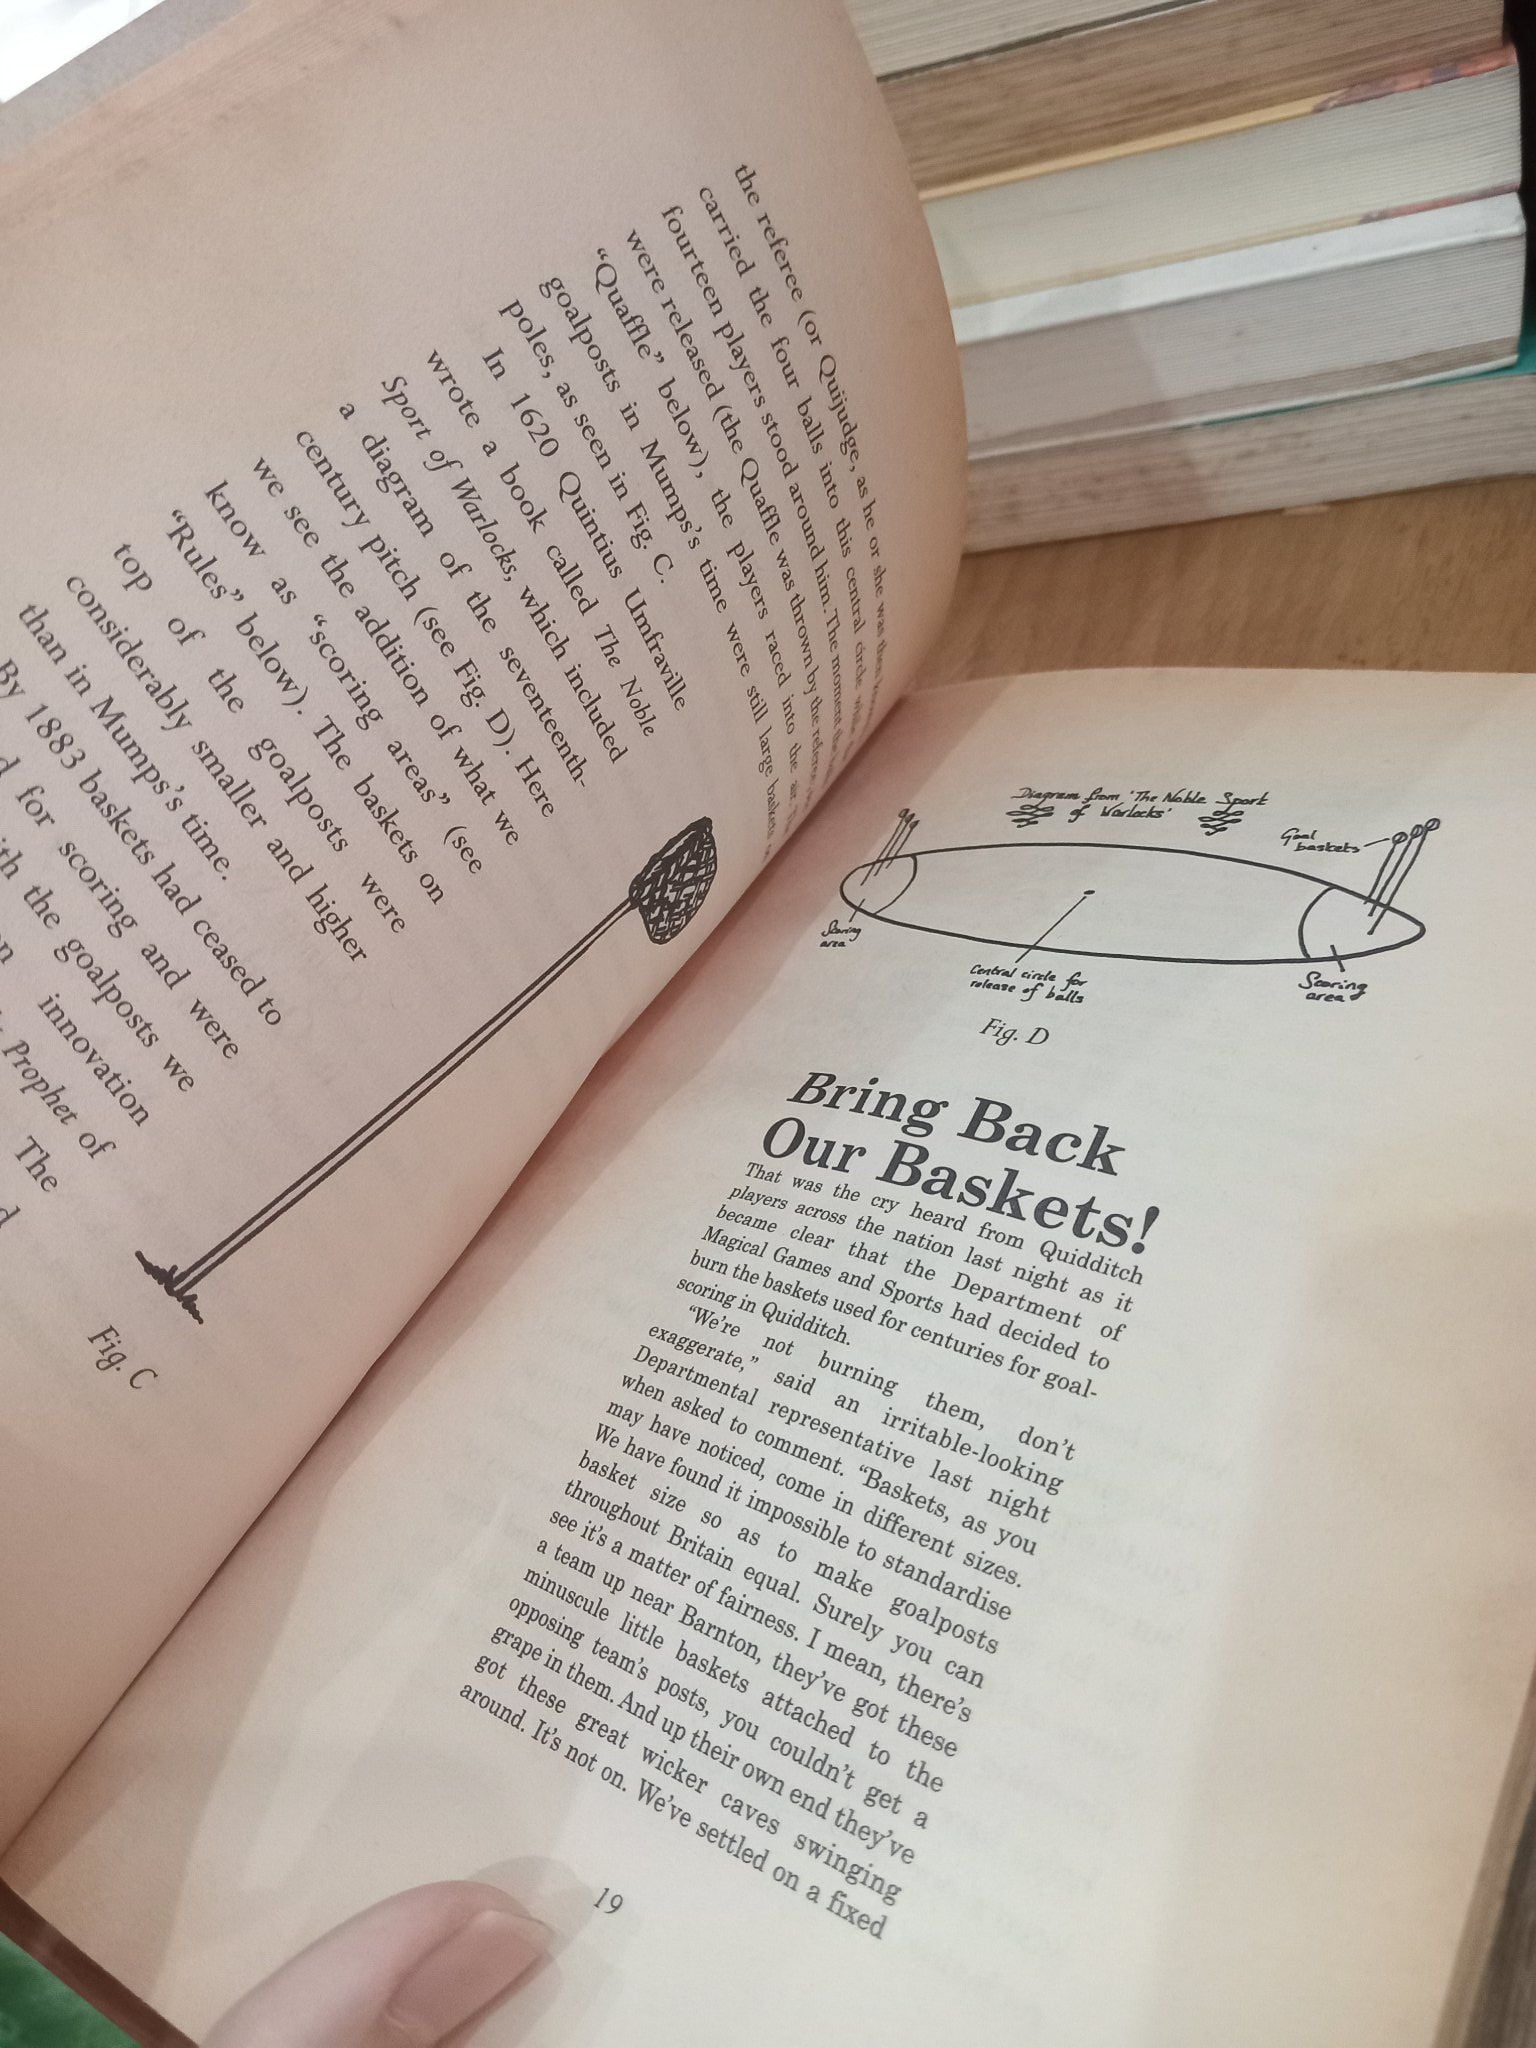 the referee (or Quijudge, as he or she was then
carried the four balls into this central circle
fourteen players stood around him. The moment the
were released (the Quaffle was thrown by the referee
“Quaffle” below), the players raced into the air. The
goalposts in Mumps’s time were still large baskets
poles, as seen in Fig. C.
In 1620 Quintius Umfraville
wrote a book called The Noble
Sport of Warlocks, which included
a diagram of the seventeenth-
century pitch (see Fig. D). Here
we see the addition of what we
know as “scoring areas” (see
“Rules” below). The baskets on
top of the goalposts were
considerably smaller and higher
than in Mumps’s time.
By 1883 baskets had ceased to
for scoring and were
the goalposts we
innovation
Prophet of
The
Fig. C
Diagram from ‘The Noble Sport
of Warlocks’
Goal
baskets
Scoring
area
Central circle for
release of balls
Scoring
area
Fig. D
Bring Back
Our Baskets!
That was the cry heard from Quidditch
players across the nation last night as it
became clear that the Department of
Magical Games and Sports had decided to
burn the baskets used for centuries for goal-
scoring in Quidditch.
“We’re not burning them, don’t
exaggerate,” said an irritable-looking
Departmental representative last night
when asked to comment. “Baskets, as you
may have noticed, come in different sizes.
We have found it impossible to standardise
basket size so as to make goalposts
throughout Britain equal. Surely you can
see it’s a matter of fairness. I mean, there’s
a team up near Barnton, they’ve got these
minuscule little baskets attached to the
opposing team’s posts, you couldn’t get a
grape in them. And up their own end they’ve
got these great wicker caves swinging
around. It’s not on. We’ve settled on a fixed
19